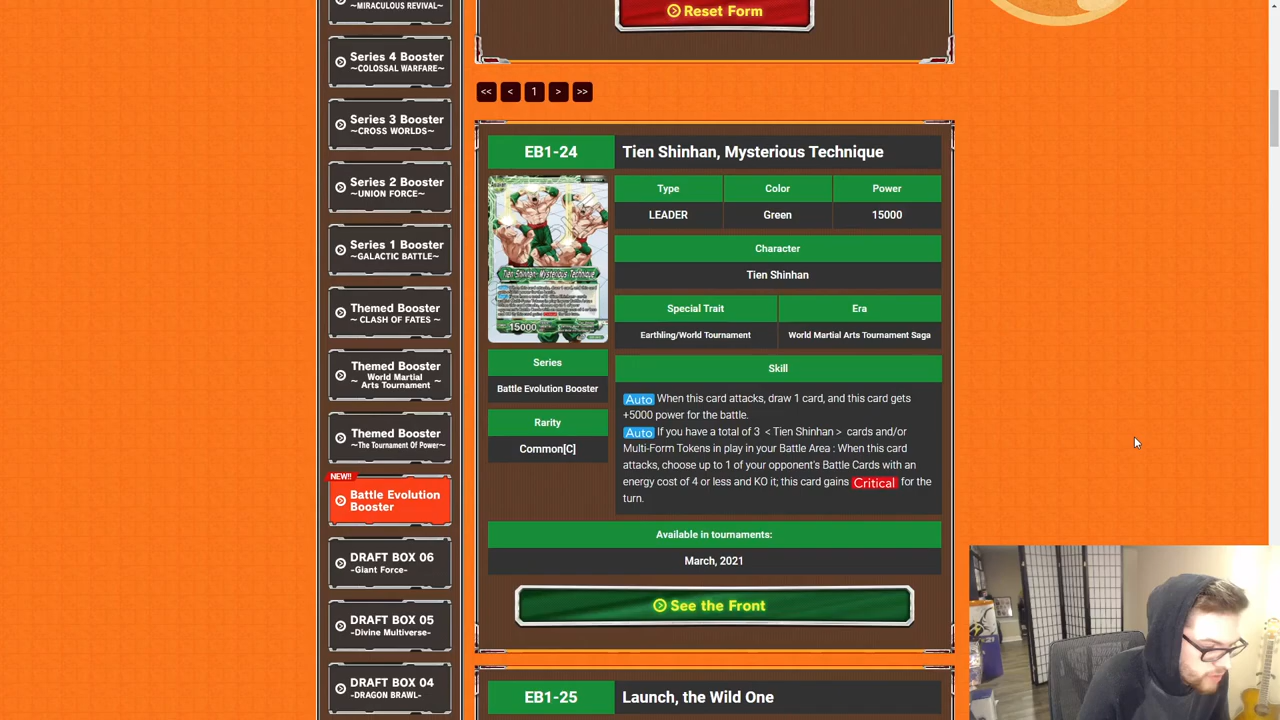 ~MIRACULOUS REVIVAL~
Series 4 Booster
~COLOSSAL WARFARE~
Series 3 Booster
~CROSS WORLDS~
Series 2 Booster
~UNION FORCE~
Series 1 Booster
~GALACTIC BATTLE~
Themed Booster
~ CLASH OF FATES ~
Themed Booster
~ World Martial Arts Tournament ~
Themed Booster
~The Tournament Of Power~
NEW!!
Battle Evolution
Booster
DRAFT BOX 06
-Giant Force-
DRAFT BOX 05
-Divine Multiverse-
DRAFT BOX 04
-DRAGON BRAWL-
Reset Form
<< < 1 > >>
EB1-24 Tien Shinhan, Mysterious Technique
Tien Shinhan, Mysterious Technique
15000
Series
Battle Evolution Booster
Rarity
Common[C]
Type Color Power
LEADER Green 15000
Character
Tien Shinhan
Special Trait Era
Earthling/World Tournament World Martial Arts Tournament Saga
Skill
Auto When this card attacks, draw 1 card, and this card gets
+5000 power for the battle.
Auto If you have a total of 3 <Tien Shinhan> cards and/or
Multi-Form Tokens in play in your Battle Area : When this card
attacks, choose up to 1 of your opponent's Battle Cards with an
energy cost of 4 or less and KO it; this card gains Critical for the
turn.
Available in tournaments:
March, 2021
See the Front
EB1-25 Launch, the Wild One